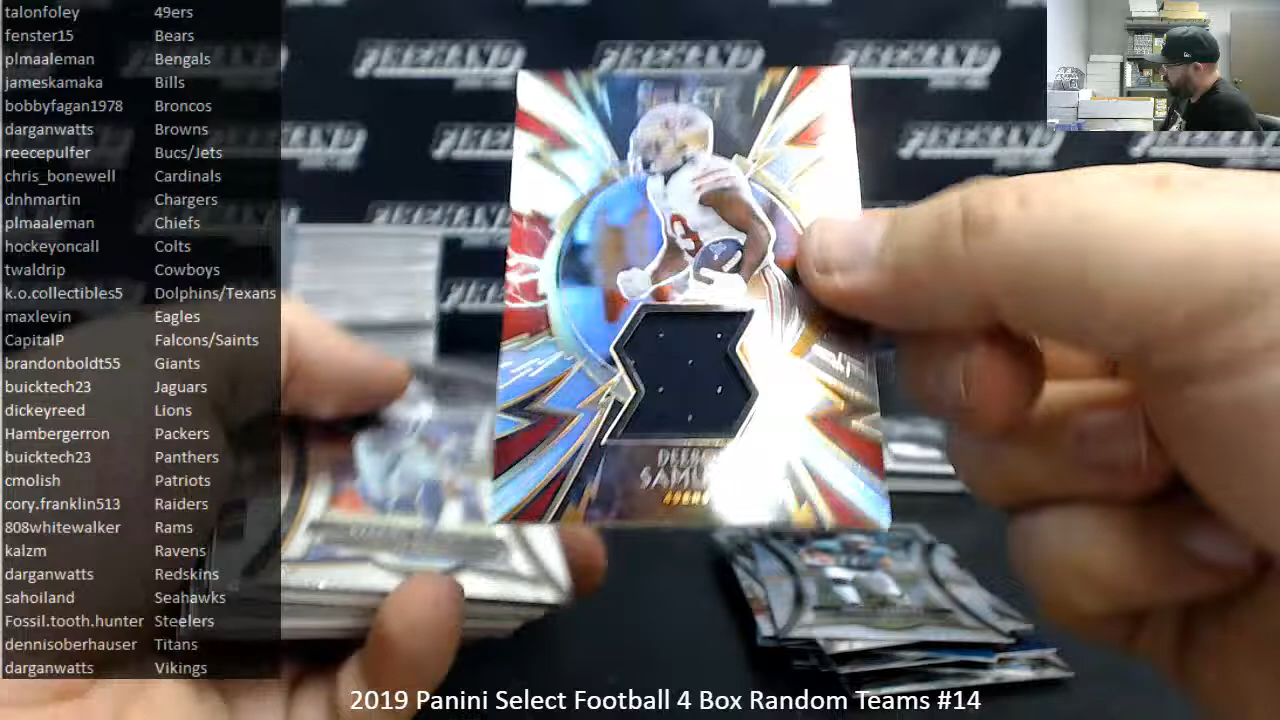 talonfoley 49ers
fenster15 Bears
plmaaleman Bengals
jameskamaka Bills
bobbyfagan1978 Broncos
darganwatts Browns
reecepulfer Bucs/Jets
chris_bonewell Cardinals
dnhmartin Chargers
plmaaleman Chiefs
hockeyoncall Colts
twaldrip Cowboys
k.o.collectibles5 Dolphins/Texans
maxlevin Eagles
CapitalP Falcons/Saints
brandonboldt55 Giants
buicktech23 Jaguars
dickeyreed Lions
Hambergerron Packers
buicktech23 Panthers
cmolish Patriots
cory.franklin513 Raiders
808whitewalker Rams
kalzm Ravens
darganwatts Redskins
sahoiland Seahawks
Fossil.tooth.hunter Steelers
dennisoberhauser Titans
darganwatts Vikings
FIREHAND FIREHAND FIREHAND
2019 Panini Select Football 4 Box Random Teams #14